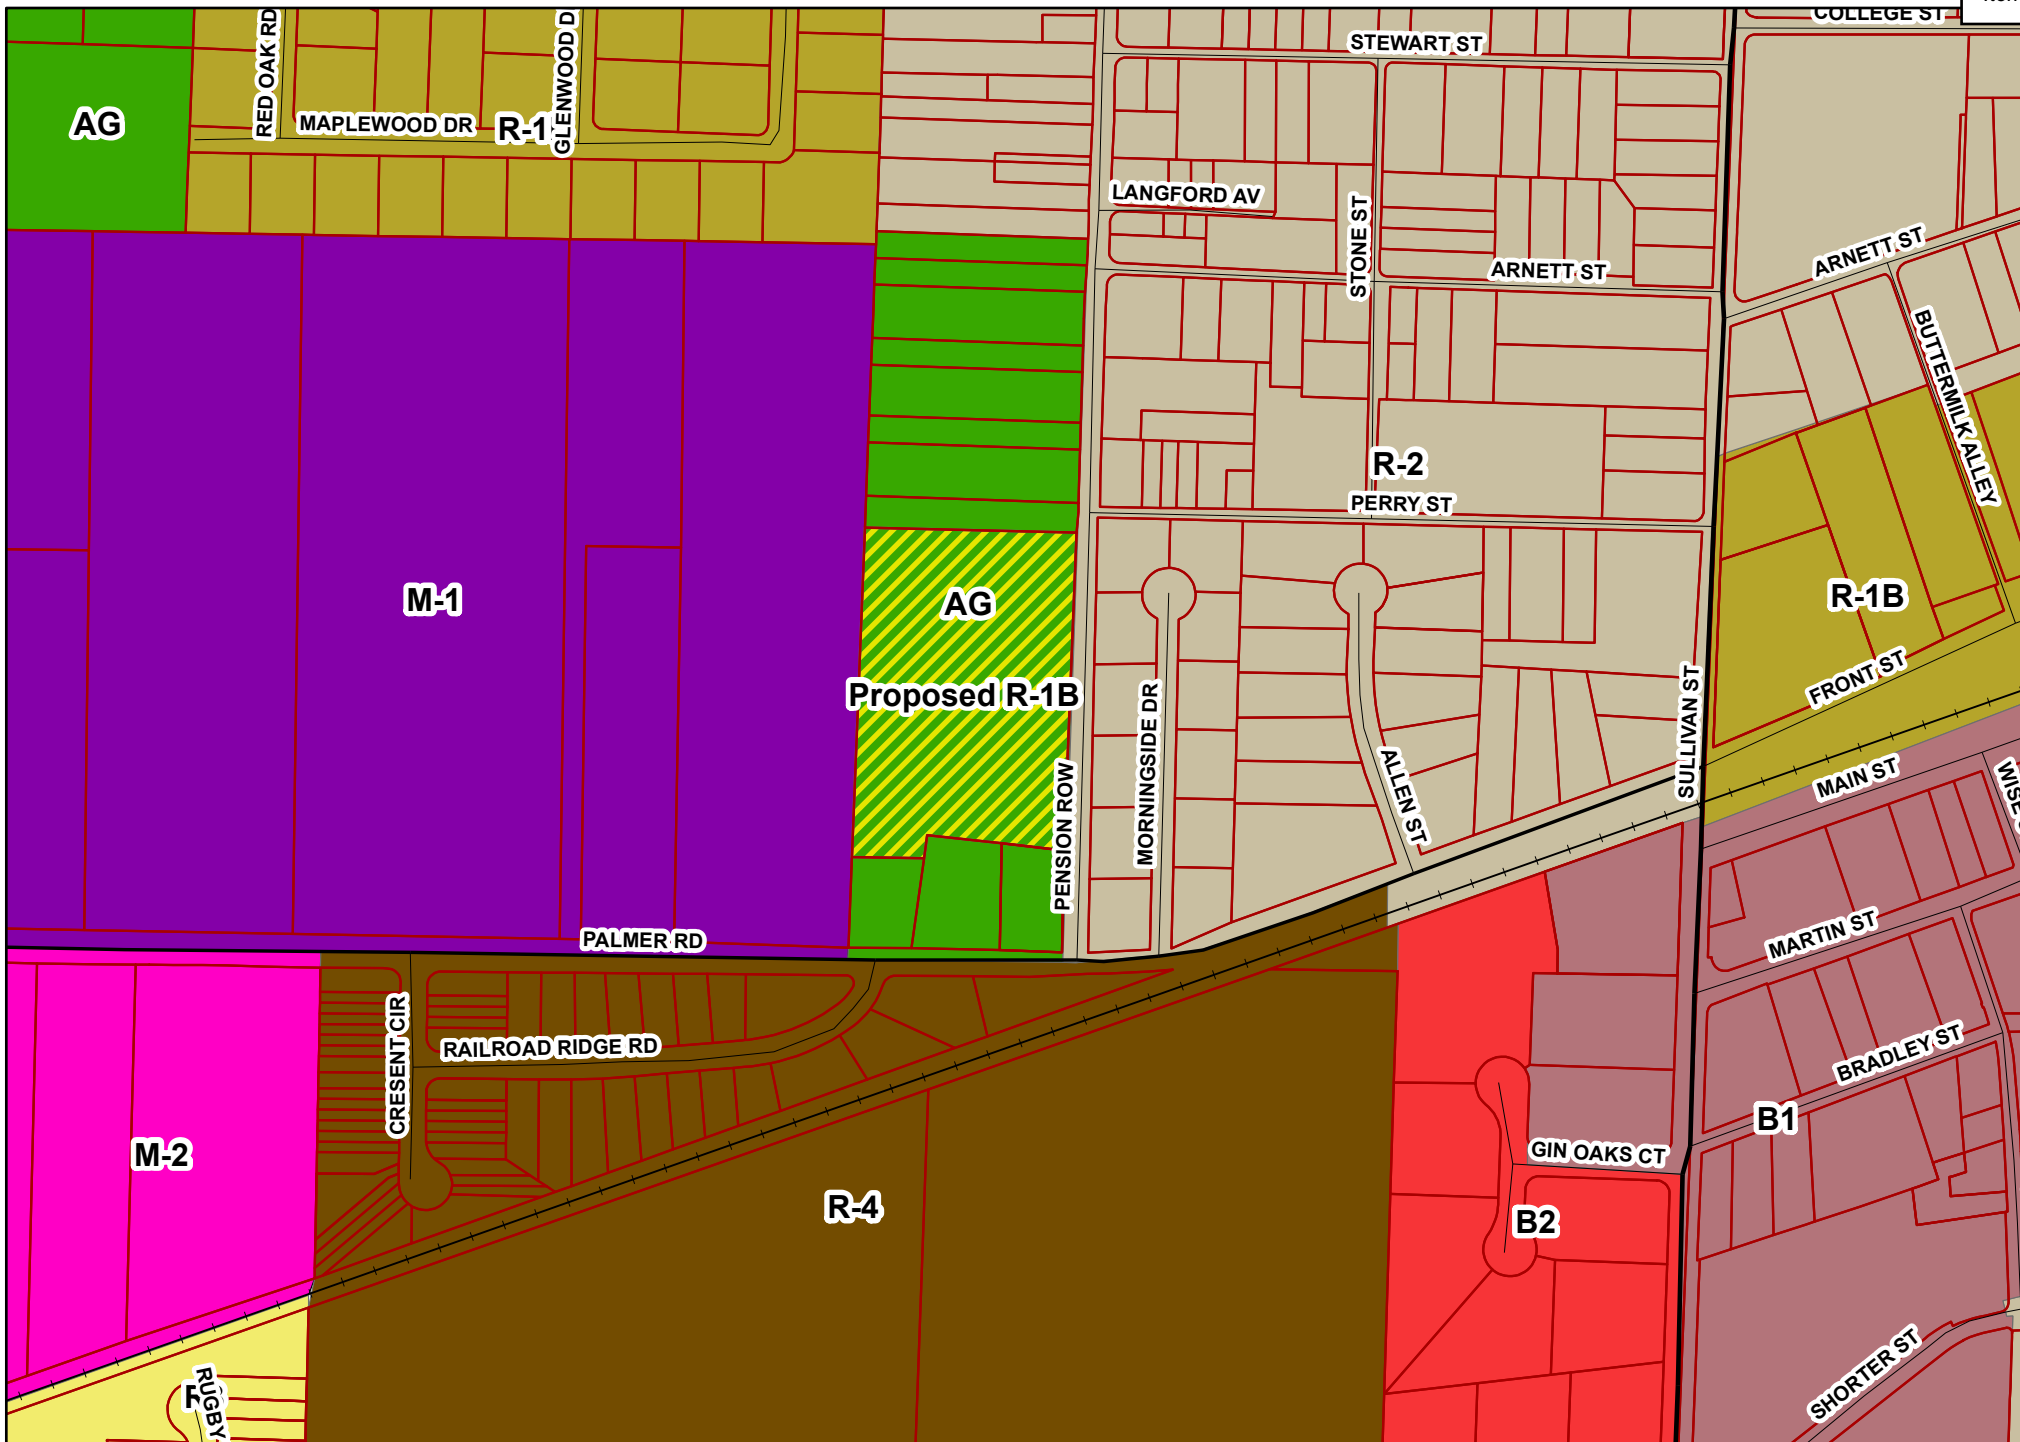 COLLEGE ST
STEWART ST
RED OAK RD
GLENWOOD D
AG
MAPLEWOOD DR
R-1
LANGFORD AV
STONE ST
ARNETT ST
ARNETT ST
BUTTERMILK ALLEY
R-2
PERRY ST
M-1
AG
R-1B
Proposed R-1B
FRONT ST
SULLIVAN ST
MORNINGSIDE DR
PENSION ROW
ALLEN ST
MAIN ST
PALMER RD
MARTIN ST
CRESENT CIR
RAILROAD RIDGE RD
BRADLEY ST
B1
M-2
GIN OAKS CT
R-4
B2
SHORTER ST
RUGBY